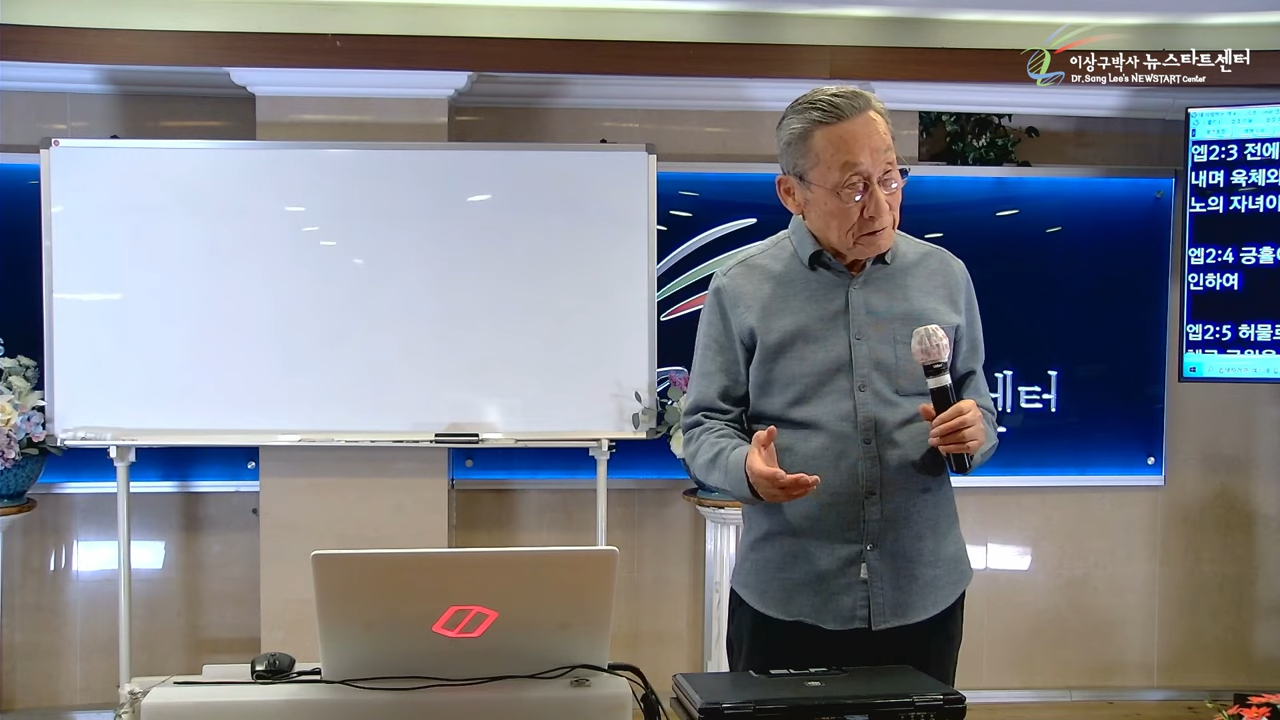 이상구박사 뉴스타트센터
Dr. Sang Lee's NEWSTART Center
엡2:3 전에
내며 육체와
노의 자녀이
엡2:4 긍휼
인하여
엡2:5 허물로
센터